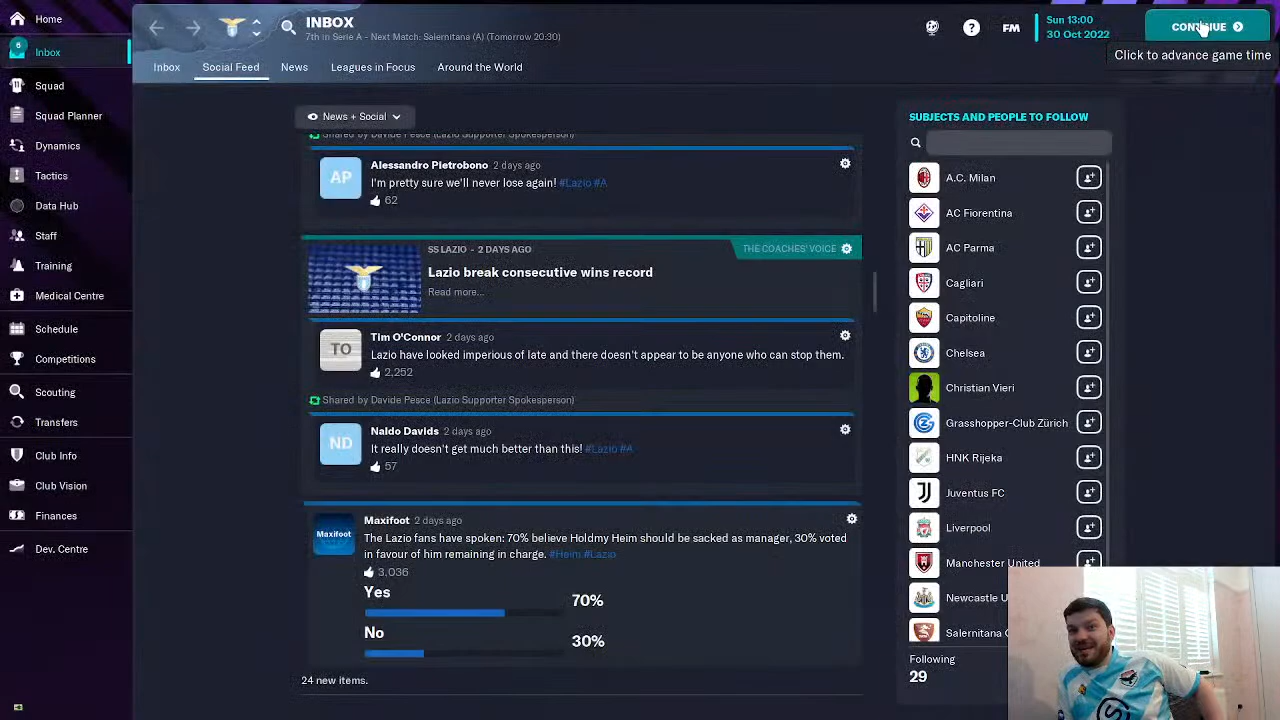 Home
INBOX
7th in Serie A - Next Match: Salernitana (A) (Tomorrow 20:30)
FM
Sun 13:00
30 Oct 2022
CONTINUE
Click to advance game time
6
Inbox
Squad
Squad Planner
Dynamics
Tactics
Data Hub
Staff
Training
Medical Centre
Schedule
Competitions
Scouting
Transfers
Club Info
Club Vision
Finances
Dev. Centre
Inbox
Social Feed
News
Leagues in Focus
Around the World
News + Social
Shared by Davide Pesce (Lazio Supporter Spokesperson)
AP
Alessandro Pietrobono 2 days ago
I'm pretty sure we'll never lose again! #Lazio #A
62
SS LAZIO - 2 DAYS AGO
THE COACHES' VOICE
Lazio break consecutive wins record
Read more...
TO
Tim O'Connor 2 days ago
Lazio have looked imperious of late and there doesn't appear to be anyone who can stop them.
2,252
Shared by Davide Pesce (Lazio Supporter Spokesperson)
ND
Naldo Davids 2 days ago
It really doesn't get much better than this! #Lazio #A
57
Maxifoot
Maxifoot 2 days ago
The Lazio fans have spoken: 70% believe Holdmy Heim should be sacked as manager, 30% voted
in favour of him remaining in charge. #Heim #Lazio
Yes
70%
No
30%
24 new items.
SUBJECTS AND PEOPLE TO FOLLOW
A.C. Milan
AC Fiorentina
AC Parma
Cagliari
Capitoline
Chelsea
Christian Vieri
Grasshopper-Club Zürich
HNK Rijeka
Juventus FC
Liverpool
Manchester United
Newcastle U
Salernitana
Following
29